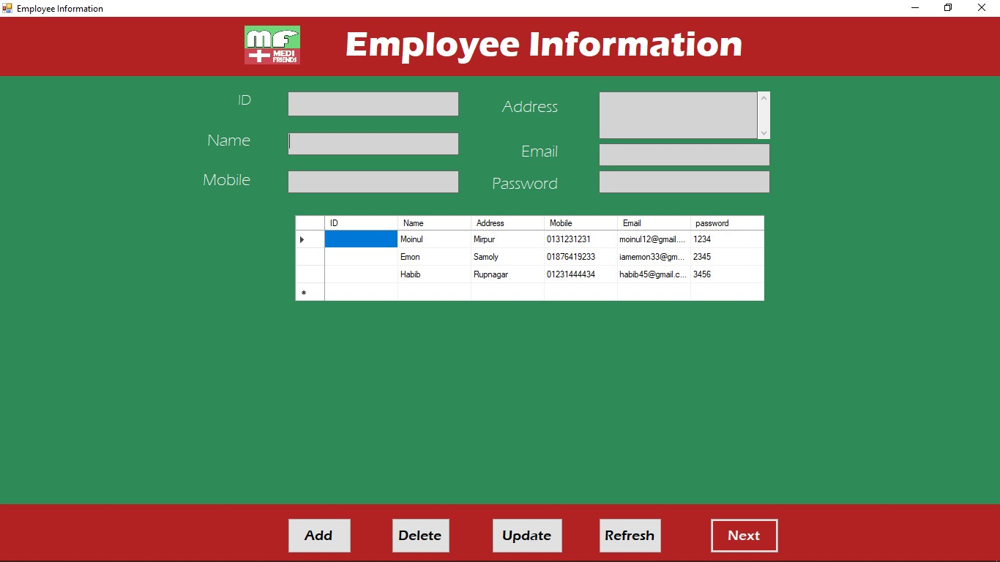 Employee Information
MF
MEDI
FRIENDS
Employee Information
ID
Name
Mobile
Address
Email
Password
ID Name Address Mobile Email password
Moinul Mirpur 0131231231 moinul12@gmail.... 1234
Emon Samoly 01876419233 iamemon33@gm... 2345
Habib Rupnagar 01231444434 habib45@gmail.c... 3456
Add Delete Update Refresh Next